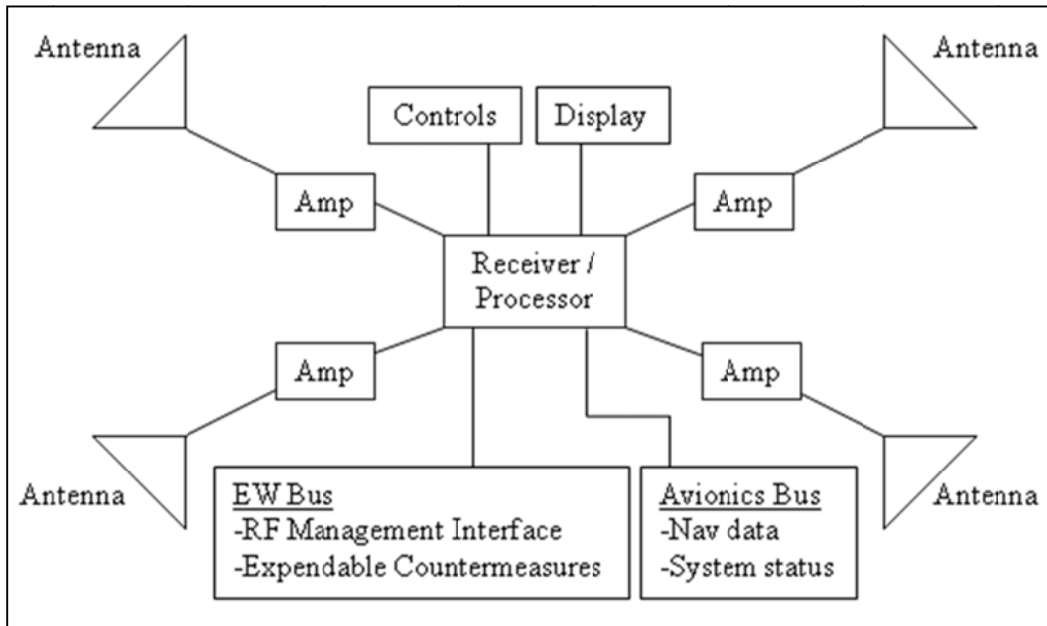 Antenna
Antenna
Controls
Display
Amp
Amp
Receiver /
Processor
Amp
Amp
Antenna
Antenna
EW Bus
-RF Management Interface
-Expendable Countermeasures
Avionics Bus
-Nav data
-System status